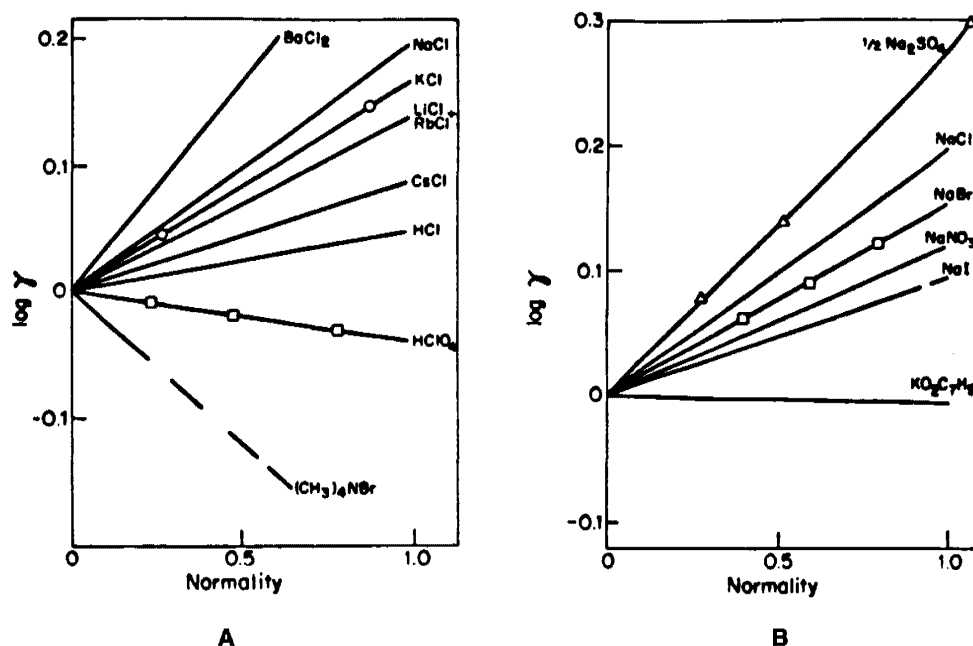 0.2
0.1
0
-0.1
log γ
BaCl₂
NaCl
KCl
LiCl +
RbCl
CsCl
HCl
HClO₄
(CH₃)₄NBr
0 0.5 1.0
Normality
A
0.3
0.2
0.1
0
-0.1
log γ
1/2 Na₂SO₄
NaCl
NaBr
NaNO₃
NaI
0 0.5 1.0
Normality
B